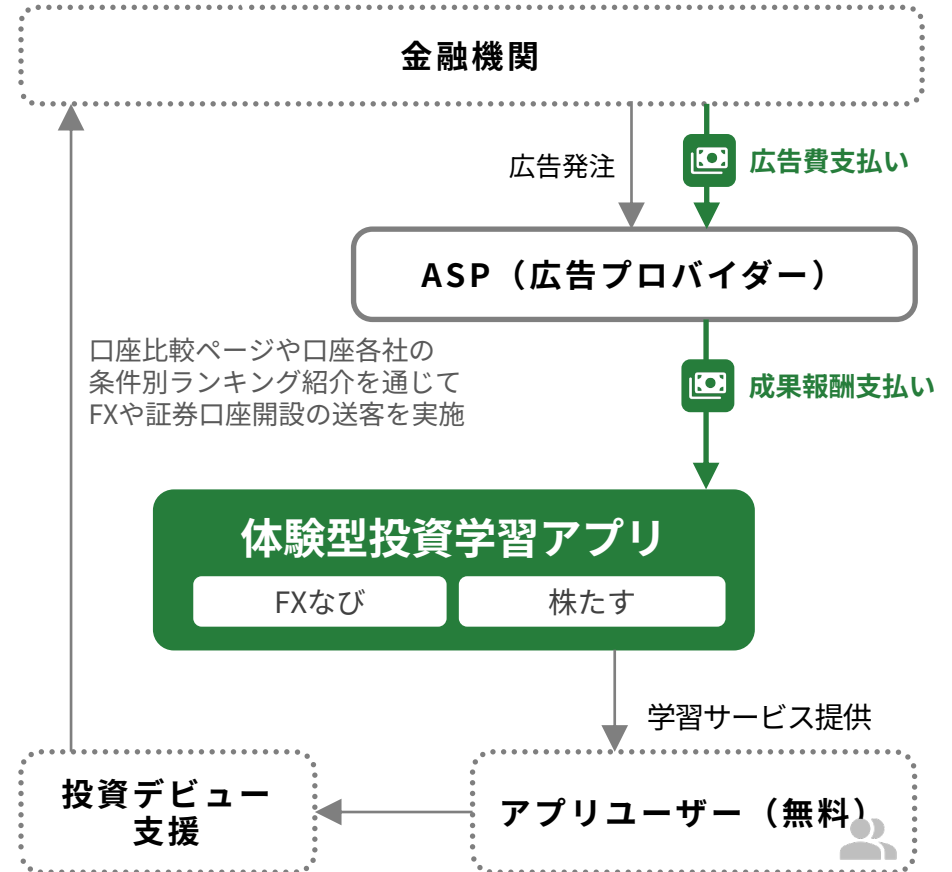 金融機関
広告発注
広告費支払い
ASP（広告プロバイダー）
口座比較ページや口座各社の
条件別ランキング紹介を通じて
FXや証券口座開設の送客を実施
成果報酬支払い
体験型投資学習アプリ
FXなび
株たす
学習サービス提供
投資デビュー
支援
アプリユーザー（無料）